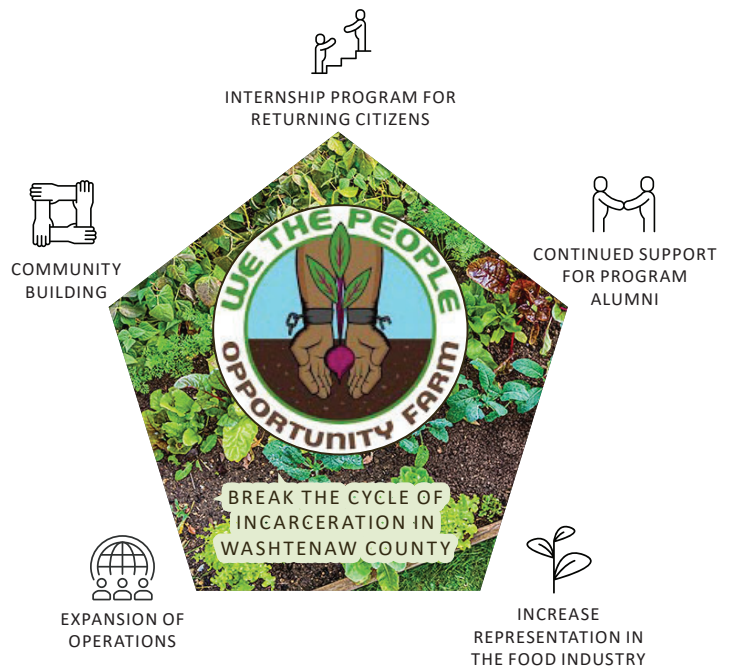 INTERNSHIP PROGRAM FOR
RETURNING CITIZENS
COMMUNITY
BUILDING
CONTINUED SUPPORT
FOR PROGRAM
ALUMNI
WE THE PEOPLE
OPPORTUNITY FARM
BREAK THE CYCLE OF
INCARCERATION IN
WASHTENAW COUNTY
EXPANSION OF
OPERATIONS
INCREASE
REPRESENTATION IN
THE FOOD INDUSTRY